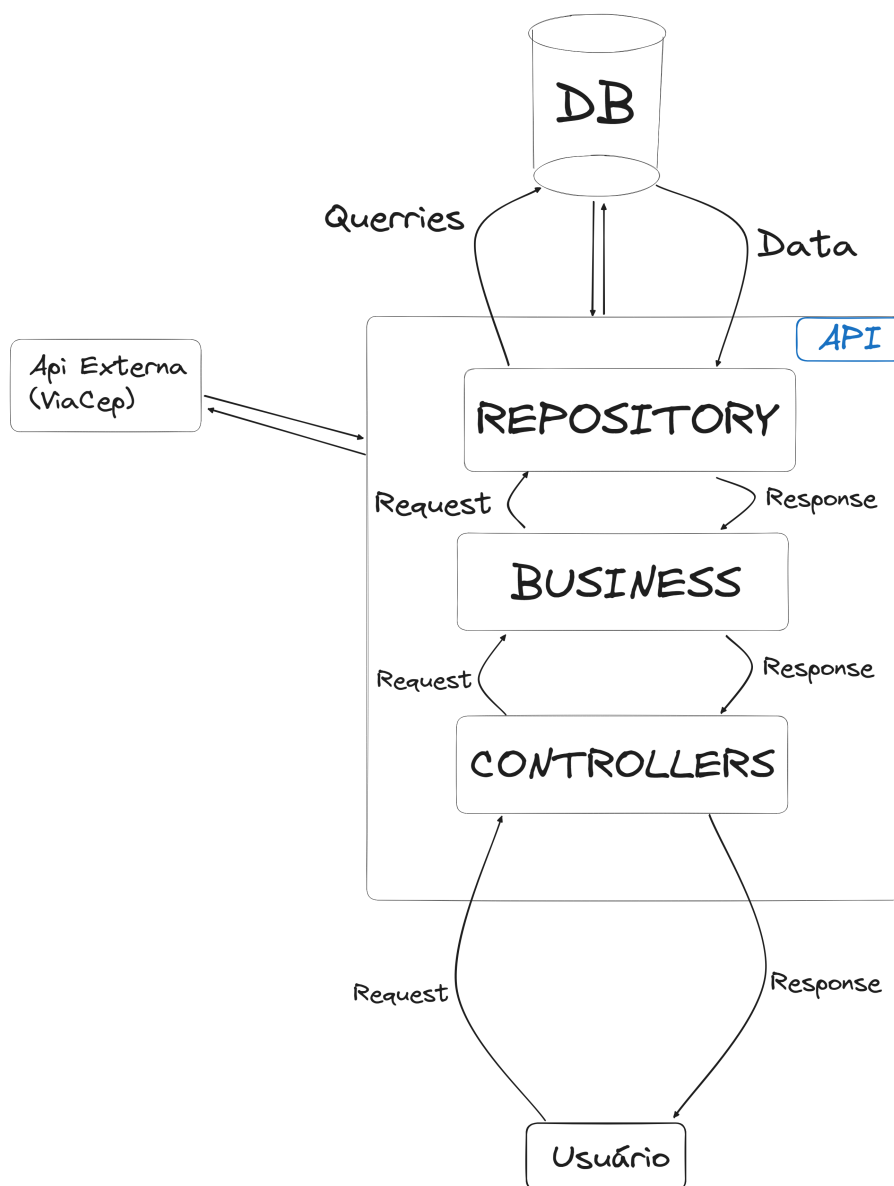 DB
Querries
Data
API
Api Externa
(ViaCep)
REPOSITORY
Request
Response
BUSINESS
Request
Response
CONTROLLERS
Request
Response
Usuário